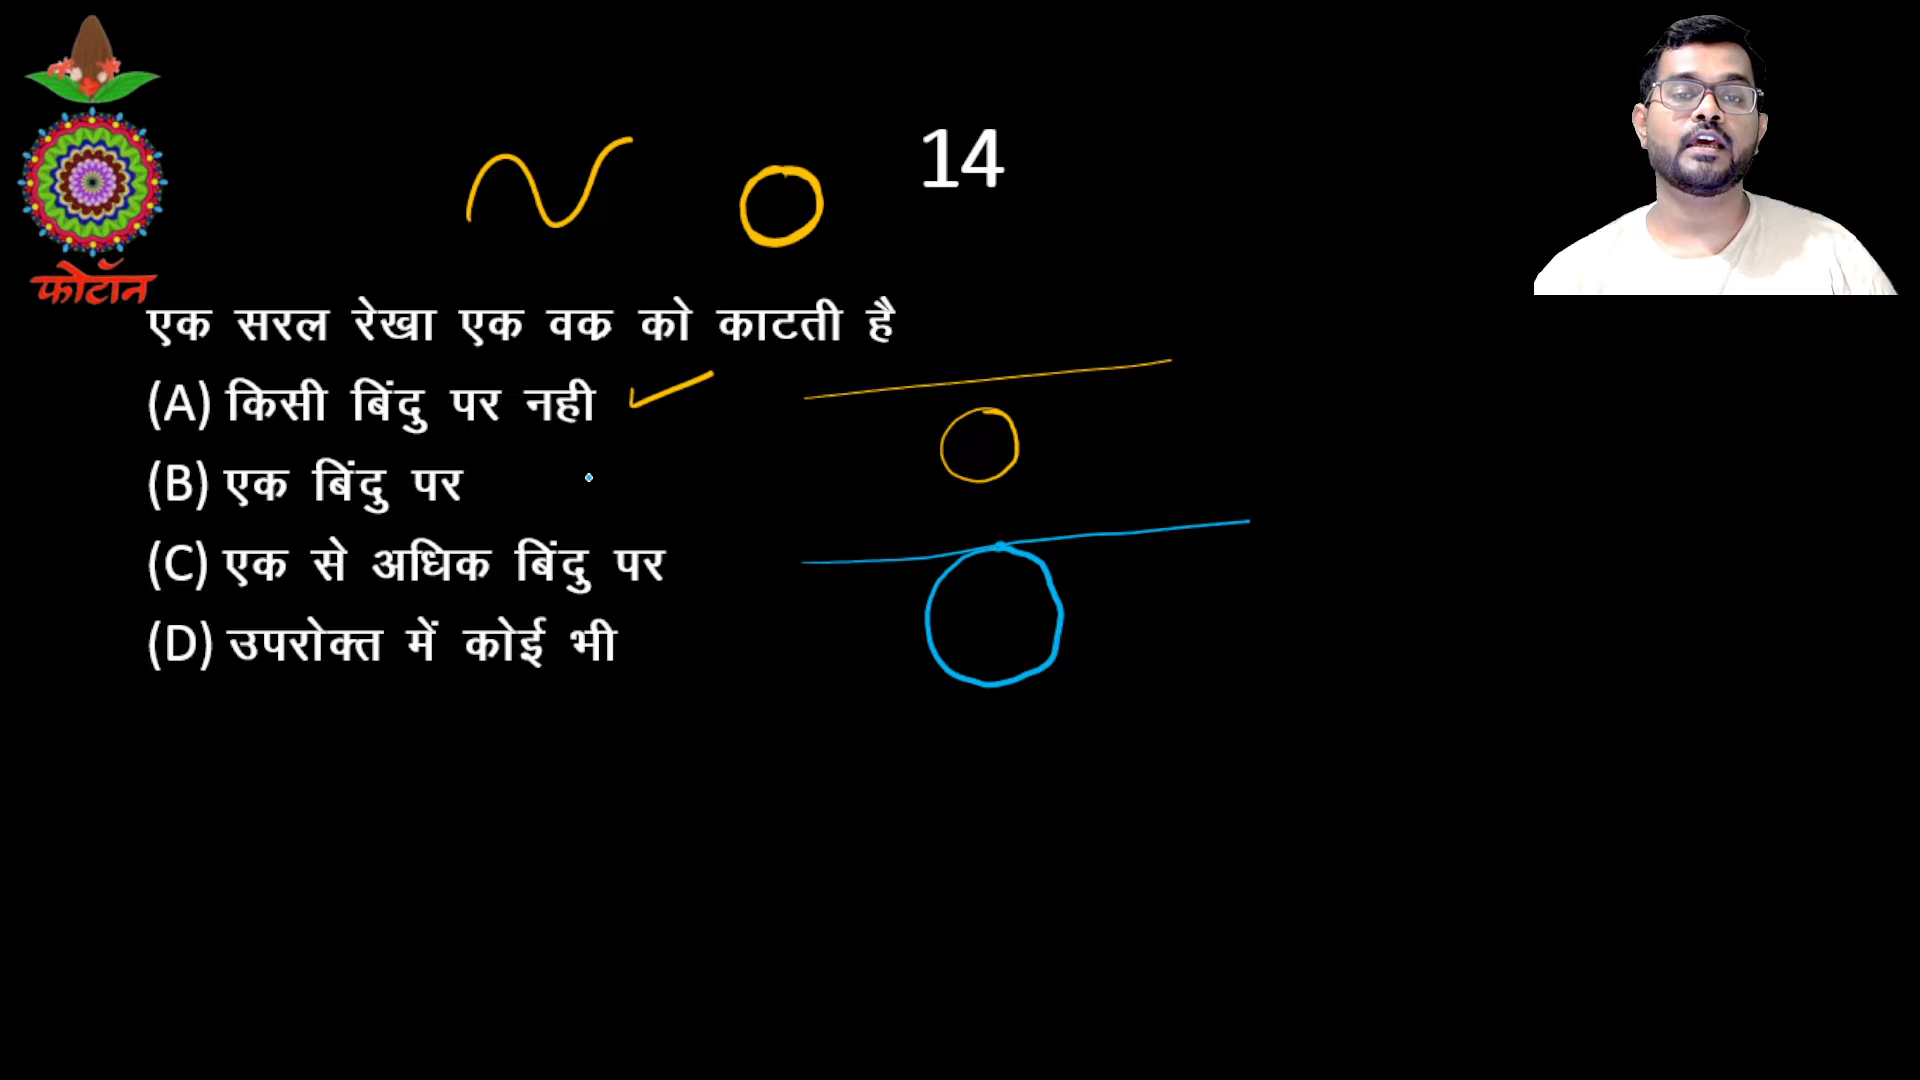 14
फोटॉन
एक सरल रेखा एक वक्र को काटती है
(A) किसी बिंदु पर नही
(B) एक बिंदु पर
(C) एक से अधिक बिंदु पर
(D) उपरोक्त में कोई भी